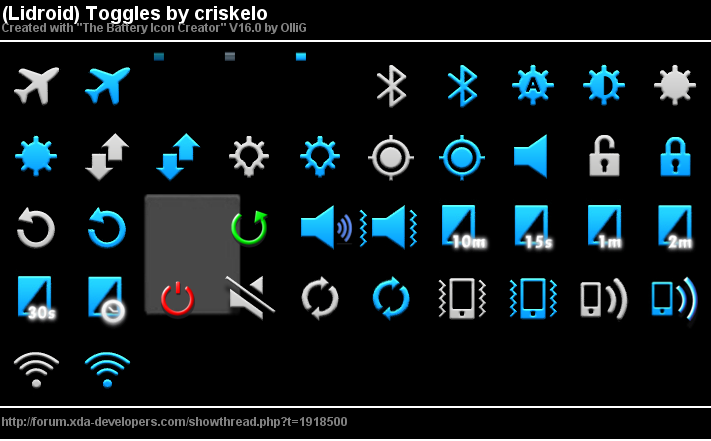 (Lidroid) Toggles by criskelo
Created with "The Battery Icon Creator" V16.0 by OlliG
A
10m 15s 1m 2m
30s
http://forum.xda-developers.com/showthread.php?t=1918500